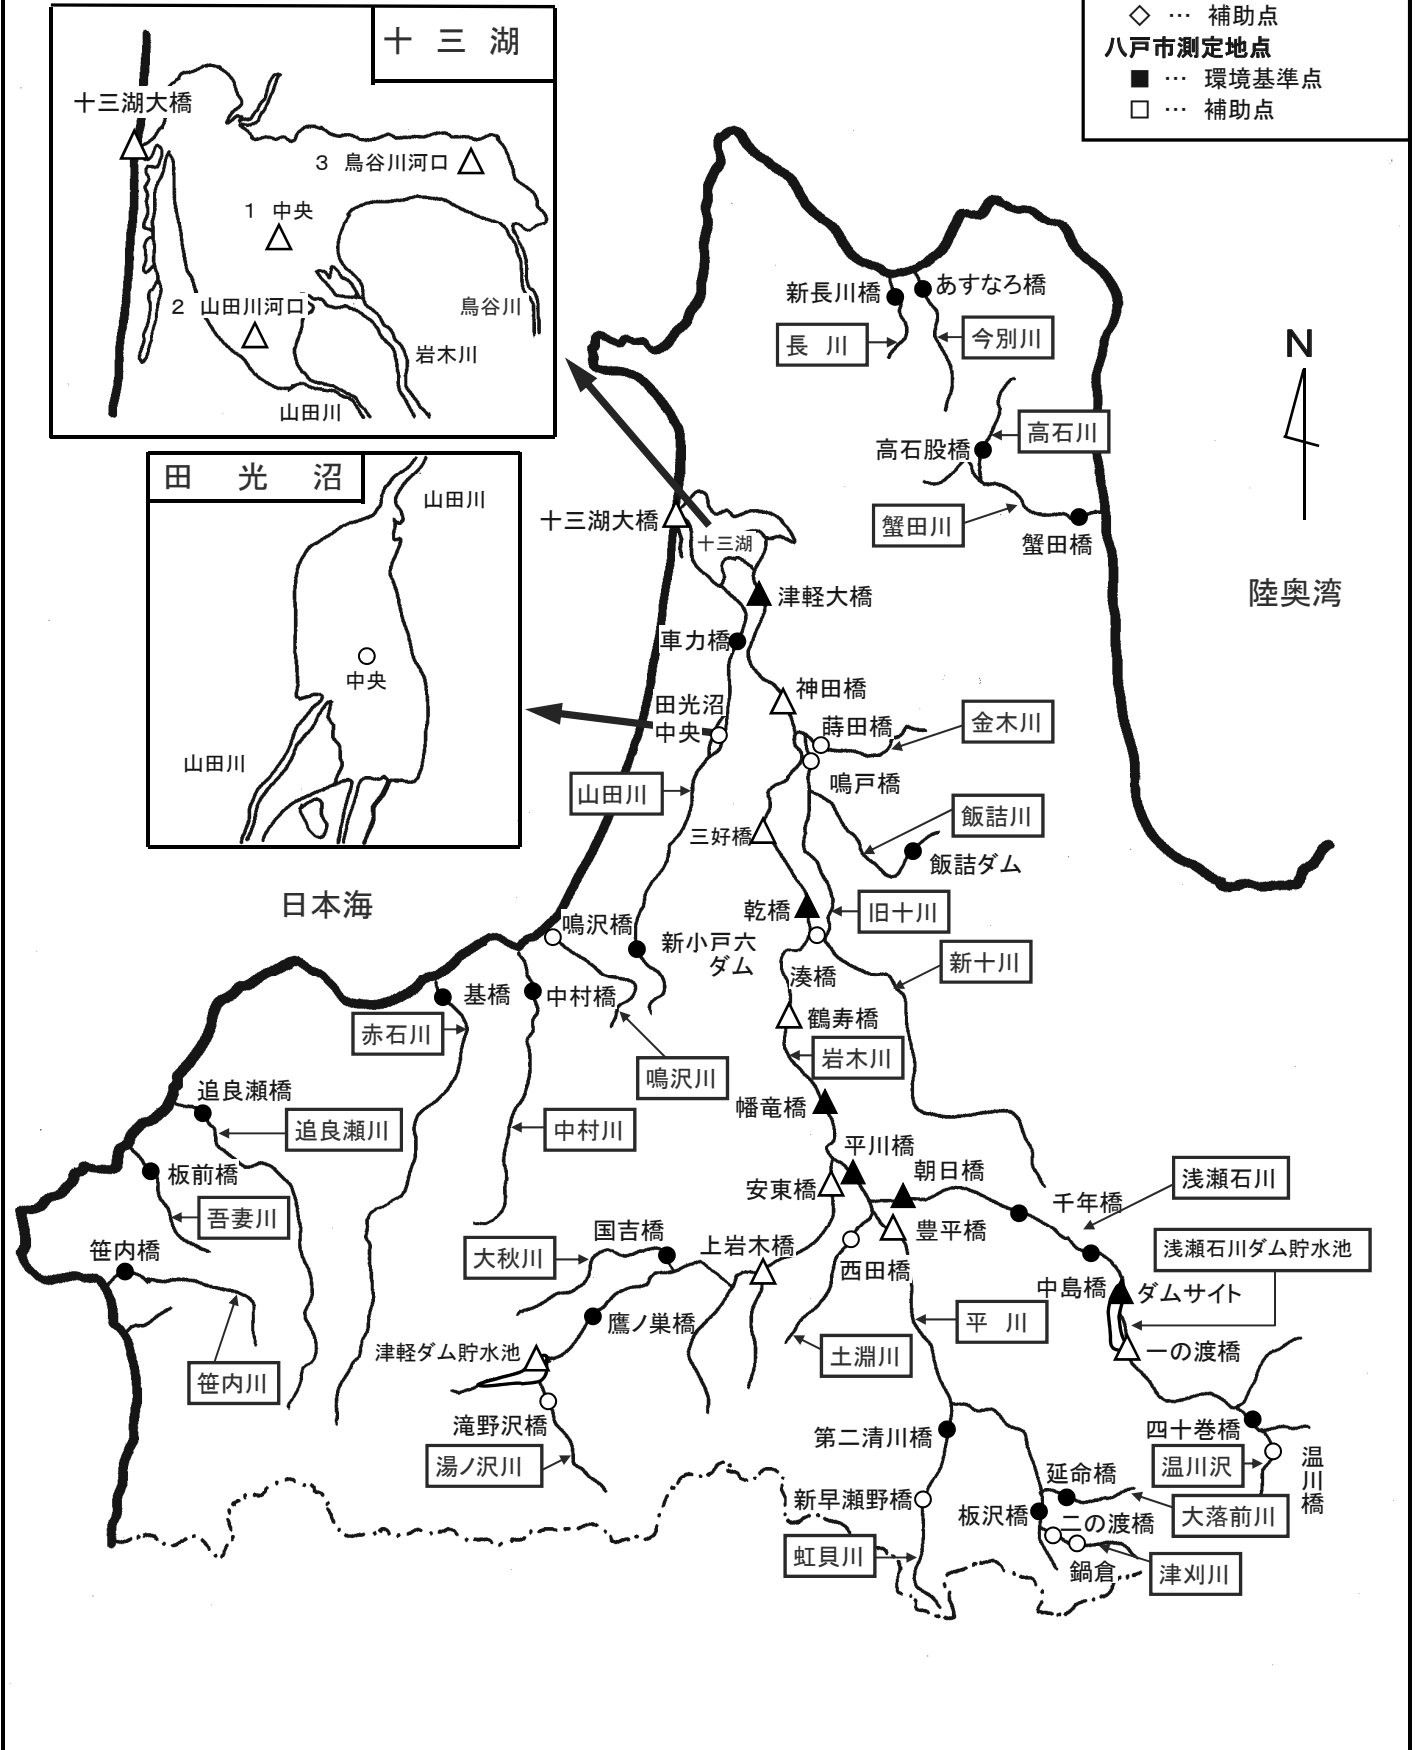 十 三 湖
十三湖大橋
3 鳥谷川河口
1 中央
2 山田川河口
鳥谷川
岩木川
山田川
◇ … 補助点
八戸市測定地点
■ … 環境基準点
□ … 補助点
田 光 沼
山田川
中央
山田川
N
陸奥湾
日本海
新長川橋
あすなろ橋
長 川
今別川
高石股橋
高石川
蟹田川
蟹田橋
十三湖大橋
十三湖
津軽大橋
車力橋
神田橋
田光沼
中央
蒔田橋
金木川
鳴戸橋
山田川
三好橋
飯詰川
飯詰ダム
乾橋
旧十川
鳴沢橋
新小戸六
ダム
新十川
湊橋
基橋
中村橋
鶴寿橋
赤石川
岩木川
鳴沢川
追良瀬橋
追良瀬川
幡竜橋
中村川
平川橋
朝日橋
板前橋
安東橋
千年橋
浅瀬石川
吾妻川
豊平橋
国吉橋
上岩木橋
笹内橋
大秋川
西田橋
浅瀬石川ダム貯水池
中島橋
ダムサイト
鷹ノ巣橋
平 川
津軽ダム貯水池
土淵川
一の渡橋
笹内川
滝野沢橋
第二清川橋
四十巻橋
湯ノ沢川
温川沢
温川橋
延命橋
新早瀬野橋
板沢橋
大落前川
二の渡橋
虹貝川
鍋倉
津刈川